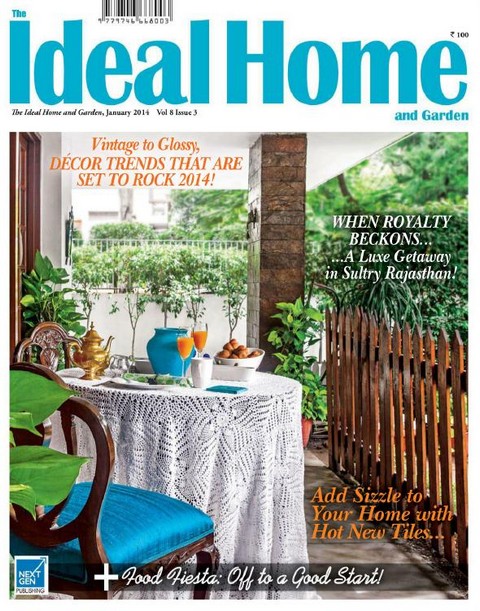 9779746668003
The
Ideal Home
₹ 100
and Garden
The Ideal Home and Garden, January 2014 Vol 8 Issue 3
Vintage to Glossy,
DÉCOR TRENDS THAT ARE
SET TO ROCK 2014!
WHEN ROYALTY
BECKONS...
...A Luxe Getaway
in Sultry Rajasthan!
Add Sizzle to
Your Home with
Hot New Tiles...
+ Food Fiesta: Off to a Good Start!
NEXT
GEN
PUBLISHING